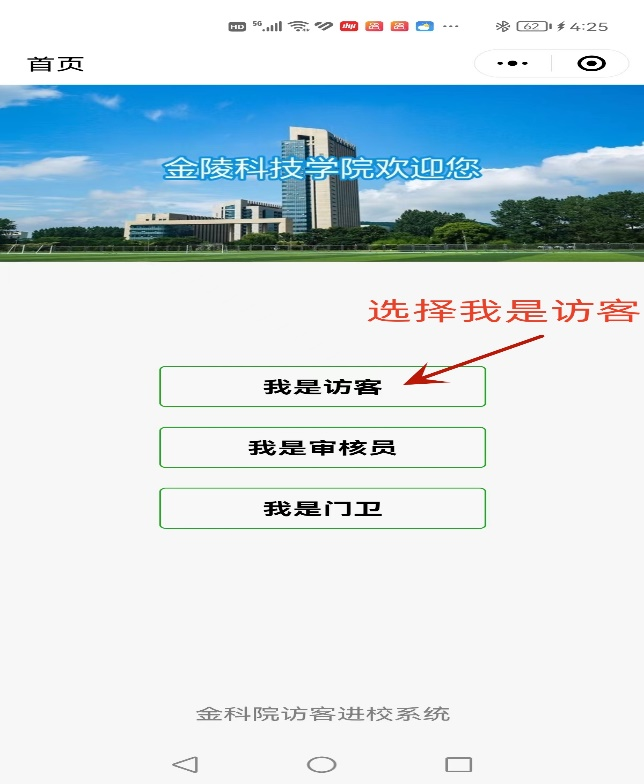 HD 5G 62 4:25
首页
金陵科技学院欢迎您
选择我是访客
我是访客
我是审核员
我是门卫
金科院访客进校系统